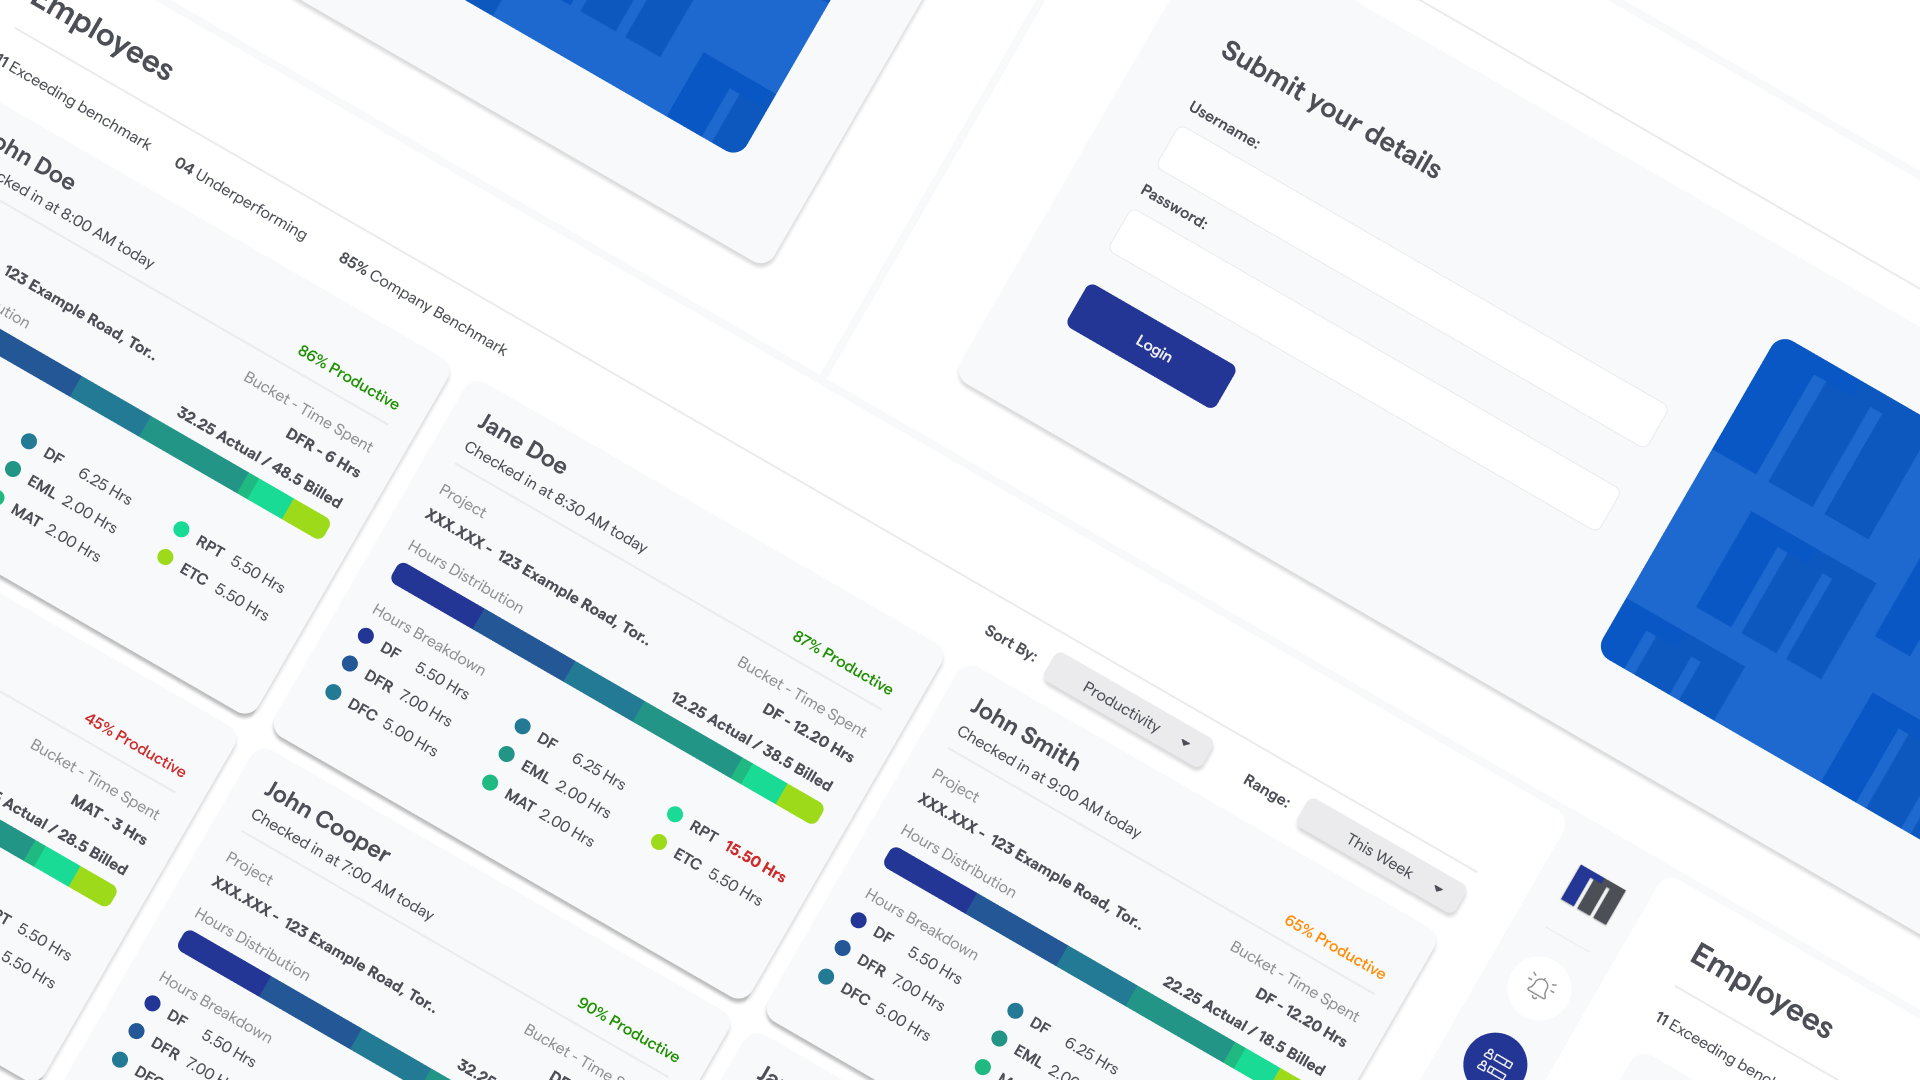 Employees
11 Exceeding benchmark
04 Underperforming
85% Company Benchmark
Sort By:
Productivity
Range:
This Week
John Doe
Checked in at 8:00 AM today
86% Productive
Bucket - Time Spent
123 Example Road, Tor..
DFR - 6 Hrs
32.25 Actual / 48.5 Billed
DF 6.25 Hrs
EML 2.00 Hrs
MAT 2.00 Hrs
RPT 5.50 Hrs
ETC 5.50 Hrs
Jane Doe
Checked in at 8:30 AM today
87% Productive
Project
Bucket - Time Spent
XXX.XXX - 123 Example Road, Tor..
DF - 12.20 Hrs
Hours Distribution
12.25 Actual / 38.5 Billed
Hours Breakdown
DF 5.50 Hrs
DFR 7.00 Hrs
DFC 5.00 Hrs
DF 6.25 Hrs
EML 2.00 Hrs
MAT 2.00 Hrs
RPT 15.50 Hrs
ETC 5.50 Hrs
John Smith
Checked in at 9:00 AM today
65% Productive
Project
Bucket - Time Spent
XXX.XXX - 123 Example Road, Tor..
DF - 12.20 Hrs
Hours Distribution
22.25 Actual / 18.5 Billed
Hours Breakdown
DF 5.50 Hrs
DFR 7.00 Hrs
DFC 5.00 Hrs
DF 6.25 Hrs
EML
45% Productive
Bucket - Time Spent
MAT - 3 Hrs
Actual / 28.5 Billed
5.50 Hrs
5.50 Hrs
John Cooper
Checked in at 7:00 AM today
90% Productive
Project
Bucket - Time
XXX.XXX - 123 Example Road, Tor..
Hours Distribution
32.25
Hours Breakdown
DF 5.50 Hrs
DFR 7.00
Submit your details
Username:
Password:
Login
Employees
11 Exceeding